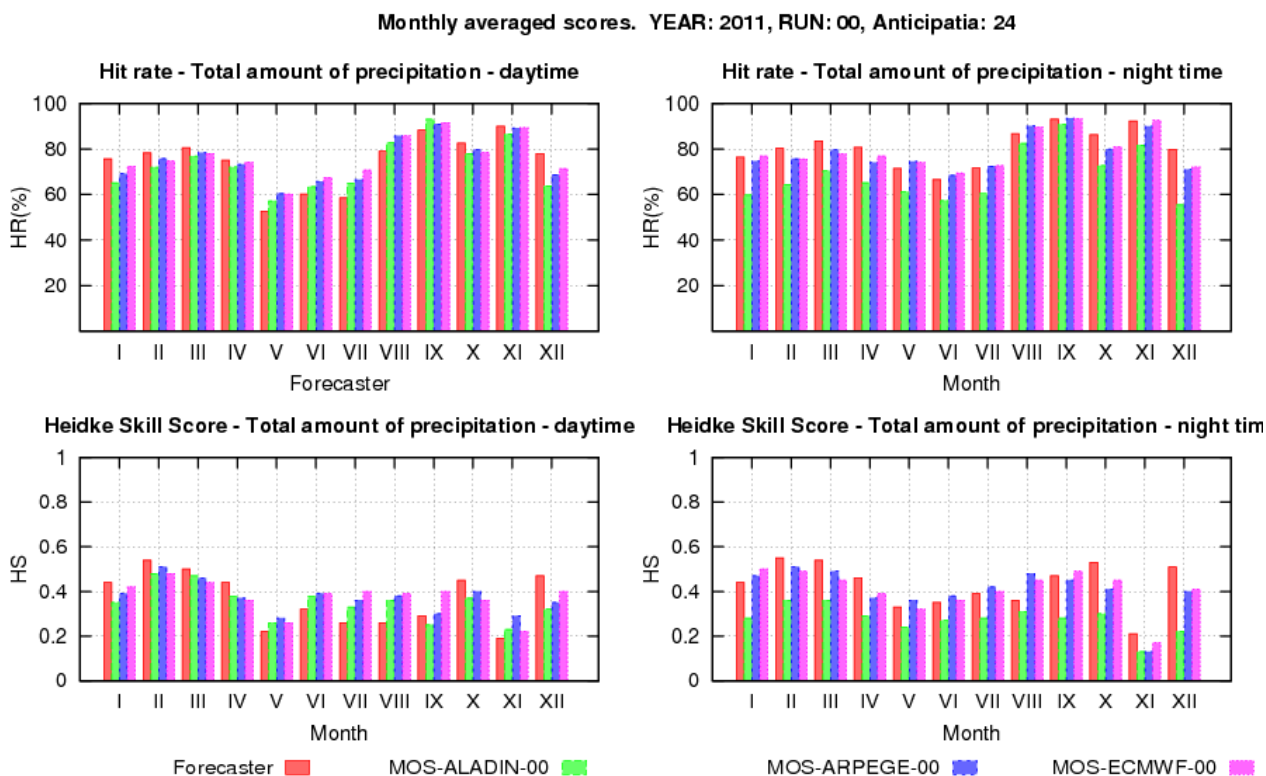 Monthly averaged scores. YEAR: 2011, RUN: 00, Anticipatia: 24
Hit rate - Total amount of precipitation - daytime
HR(%)
100
80
60
40
20
I II III IV V VI VII VIII IX X XI XII
Forecaster
Hit rate - Total amount of precipitation - night time
HR(%)
100
80
60
40
20
I II III IV V VI VII VIII IX X XI XII
Month
Heidke Skill Score - Total amount of precipitation - daytime
HS
1
0.8
0.6
0.4
0.2
0
I II III IV V VI VII VIII IX X XI XII
Month
Heidke Skill Score - Total amount of precipitation - night tim
HS
1
0.8
0.6
0.4
0.2
0
I II III IV V VI VII VIII IX X XI XII
Month
Forecaster MOS-ALADIN-00 MOS-ARPEGE-00 MOS-ECMWF-00